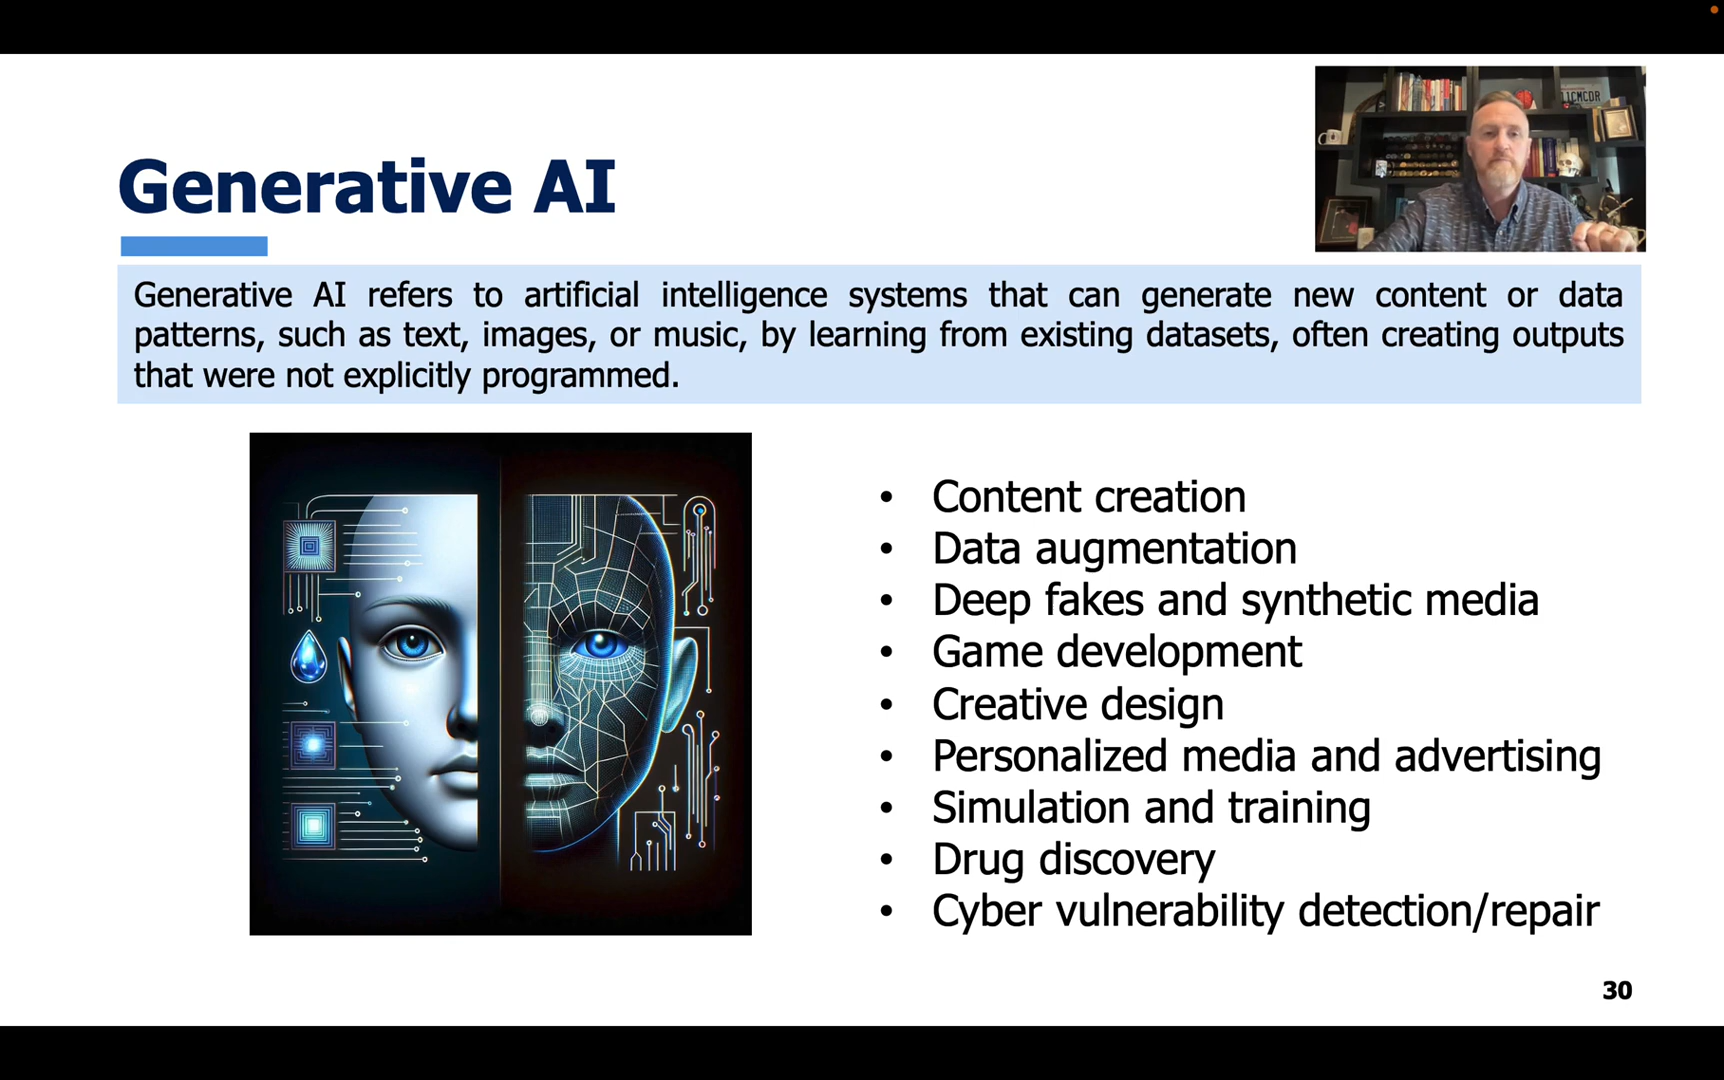 Generative AI
Generative AI refers to artificial intelligence systems that can generate new content or data
patterns, such as text, images, or music, by learning from existing datasets, often creating outputs
that were not explicitly programmed.
• Content creation
• Data augmentation
• Deep fakes and synthetic media
• Game development
• Creative design
• Personalized media and advertising
• Simulation and training
• Drug discovery
• Cyber vulnerability detection/repair
30